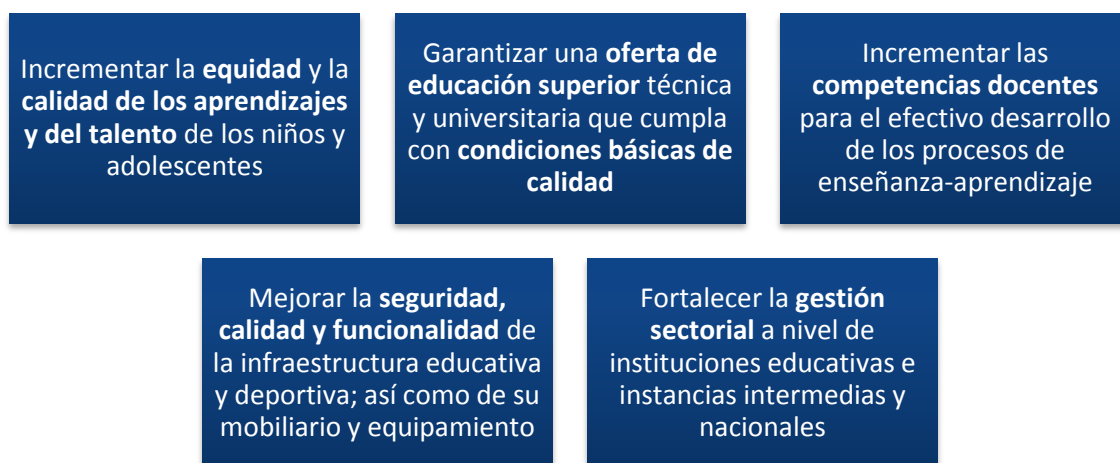 Incrementar la equidad y la
calidad de los aprendizajes
y del talento de los niños y
adolescentes
Garantizar una oferta de
educación superior técnica
y universitaria que cumpla
con condiciones básicas de
calidad
Incrementar las
competencias docentes
para el efectivo desarrollo
de los procesos de
enseñanza-aprendizaje
Mejorar la seguridad,
calidad y funcionalidad de
la infraestructura educativa
y deportiva; así como de su
mobiliario y equipamiento
Fortalecer la gestión
sectorial a nivel de
instituciones educativas e
instancias intermedias y
nacionales